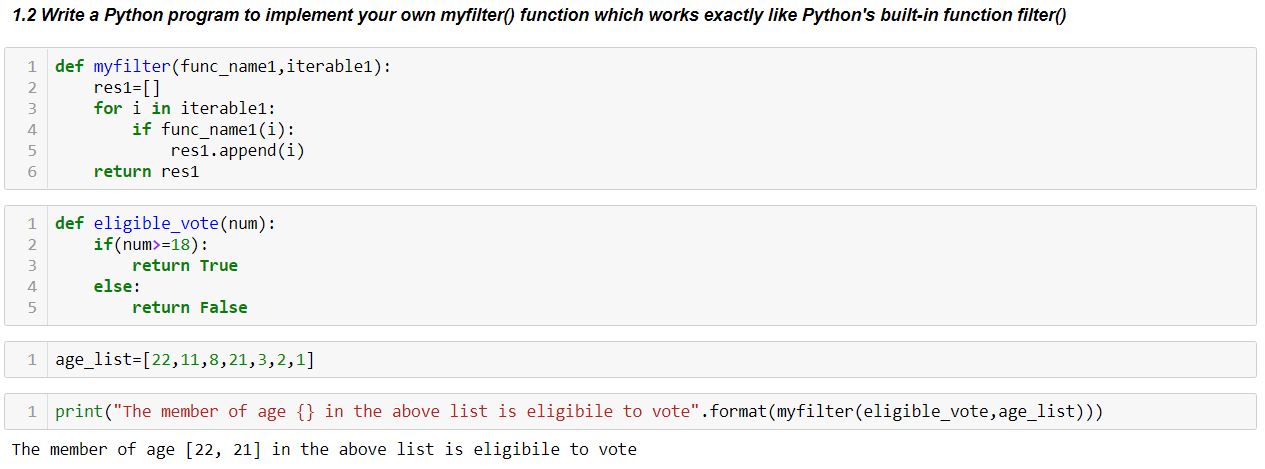 1.2 Write a Python program to implement your own myfilter() function which works exactly like Python's built-in function filter()
1 def myfilter(func_name1,iterable1):
2     res1=[]
3     for i in iterable1:
4         if func_name1(i):
5             res1.append(i)
6     return res1
1 def eligible_vote(num):
2     if(num>=18):
3         return True
4     else:
5         return False
1 age_list=[22,11,8,21,3,2,1]
1 print("The member of age {} in the above list is eligibile to vote".format(myfilter(eligible_vote,age_list)))
The member of age [22, 21] in the above list is eligibile to vote